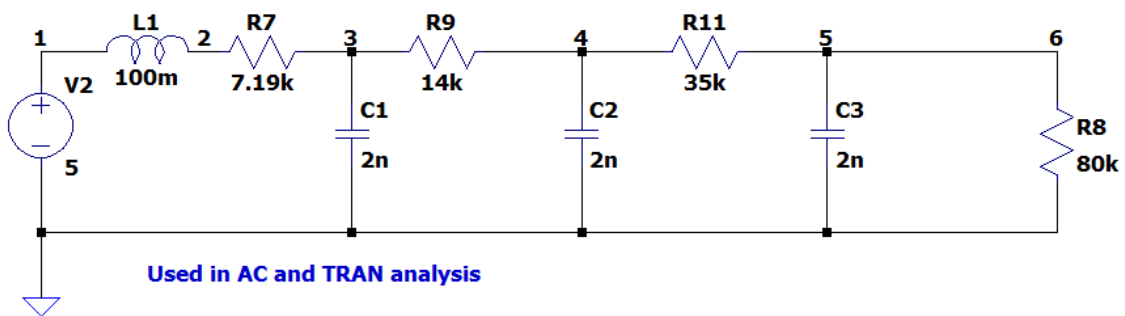 L1 R7 R9 R11
1 2 3 4 5 6
100m 7.19k 14k 35k
V2
C1 C2 C3
R8
2n 2n 2n
5
80k
Used in AC and TRAN analysis